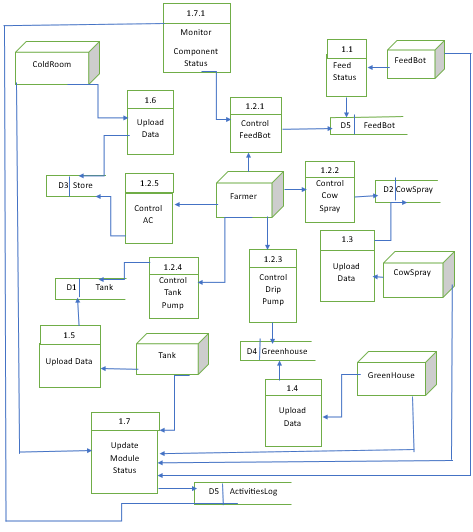 1.7.1
Monitor
Component
Status
ColdRoom
1.1
Feed
Status
FeedBot
1.6
Upload
Data
1.2.1
Control
FeedBot
D5 FeedBot
D3 Store
1.2.5
Control
AC
Farmer
1.2.2
Control
Cow
Spray
D2 CowSpray
1.3
Upload
Data
CowSpray
1.2.4
Control
Tank
Pump
1.2.3
Control
Drip
Pump
D1 Tank
1.5
Upload Data
Tank
D4 Greenhouse
1.4
Upload
Data
GreenHouse
1.7
Update
Module
Status
D5 ActivitiesLog